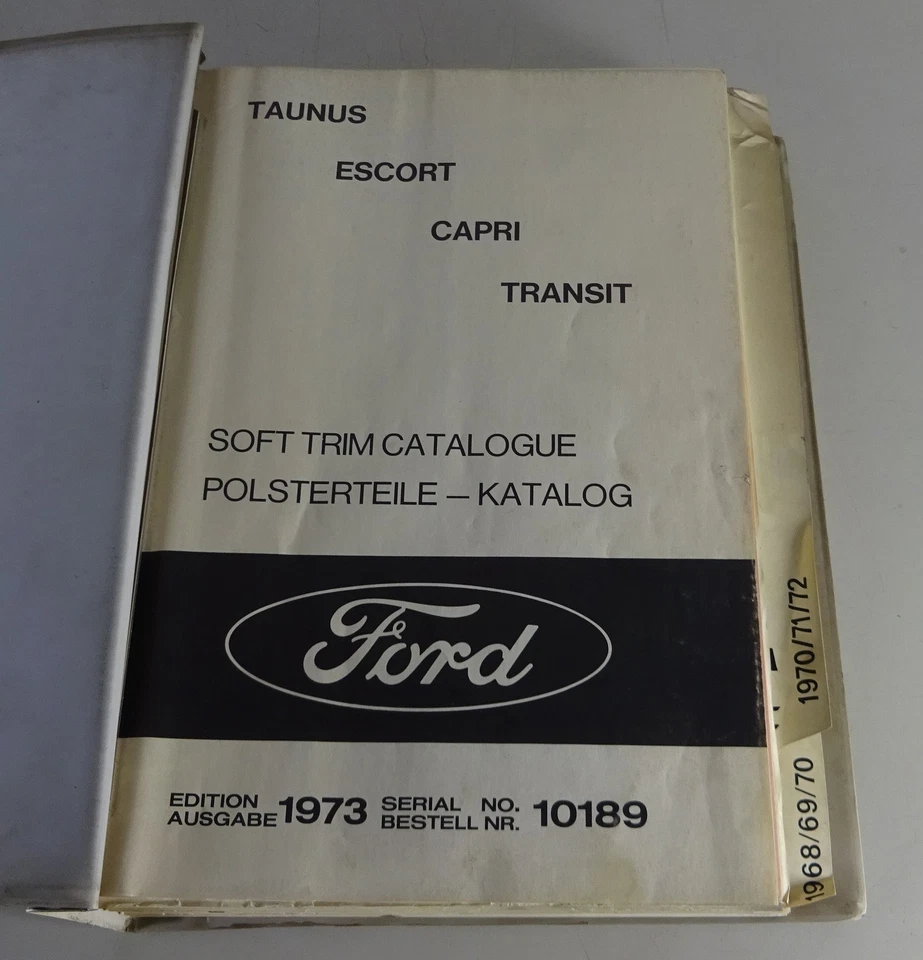 TAUNUS
ESCORT
CAPRI
TRANSIT
SOFT TRIM CATALOGUE
POLSTERTEILE – KATALOG
Ford
EDITION 1973 SERIAL NO. 10189
AUSGABE BESTELL NR.
1970/71/72
1968/69/70